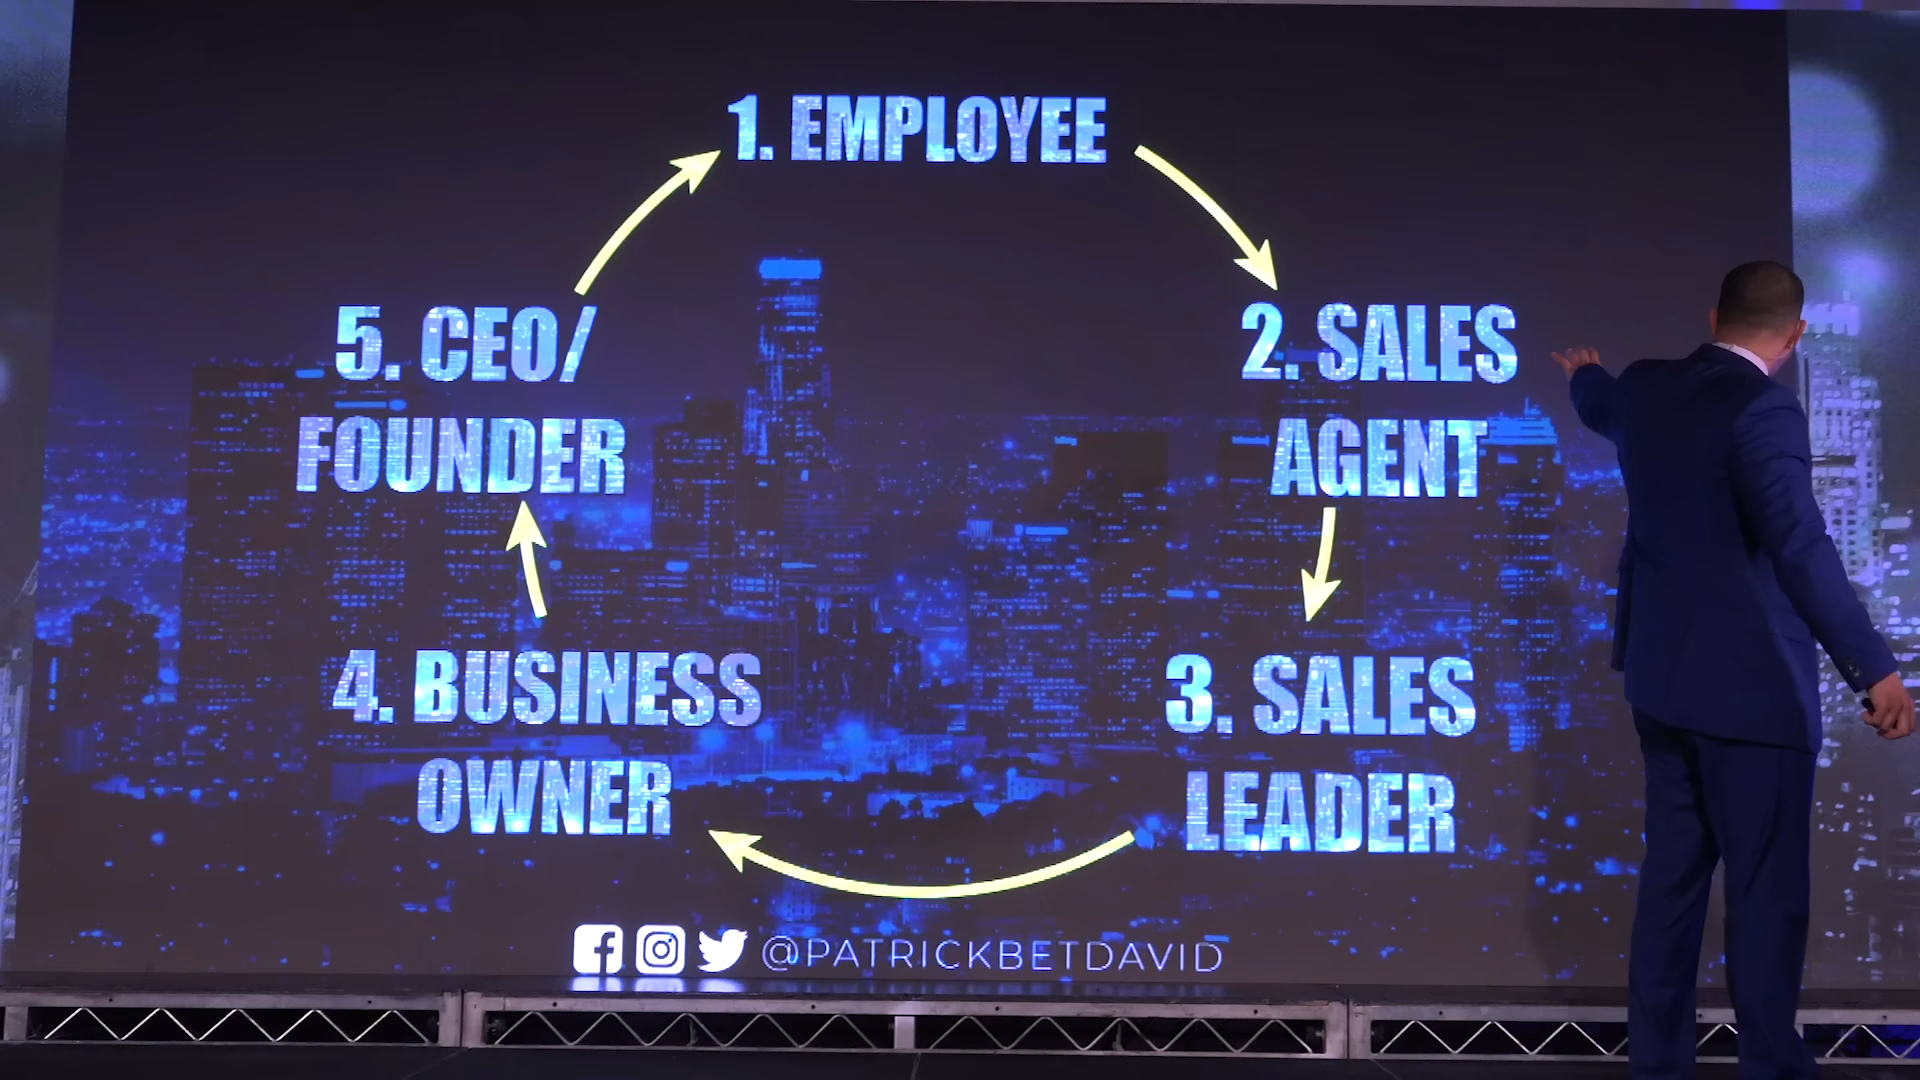 1. EMPLOYEE
2. SALES
AGENT
3. SALES
LEADER
4. BUSINESS
OWNER
5. CEO/
FOUNDER
@PATRICKBETDAVID